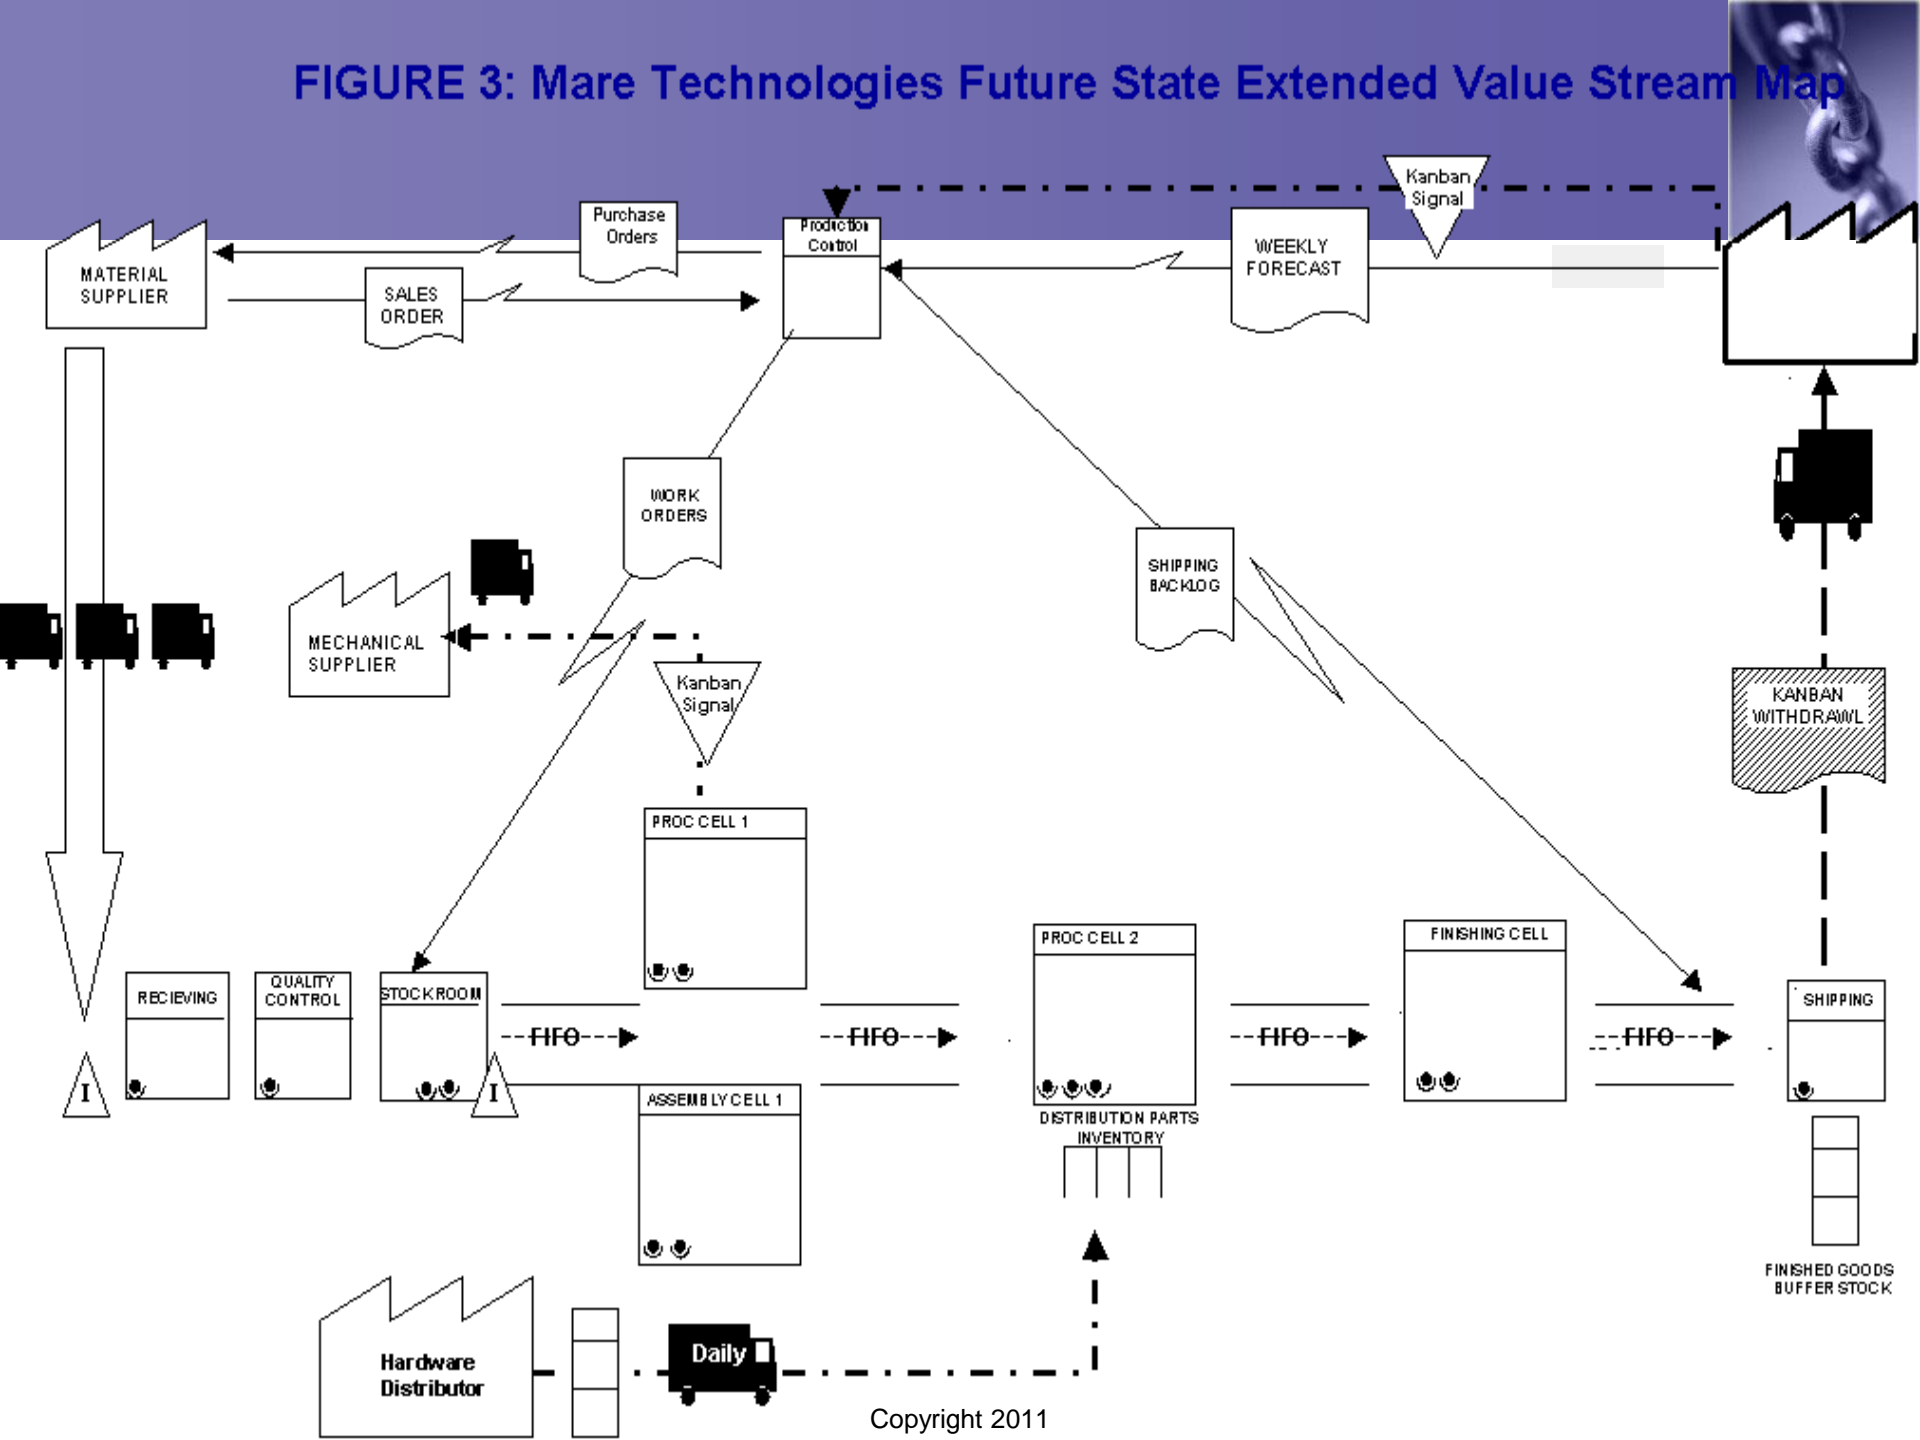 FIGURE 3: Mare Technologies Future State Extended Value Stream Map
Kanban
Signal
Purchase
Orders
Production
Control
WEEKLY
FORECAST
MATERIAL
SUPPLIER
SALES
ORDER
WORK
ORDERS
SHIPPING
BACKLOG
MECHANICAL
SUPPLIER
Kanban
Signal
KANBAN
WITHDRAWL
PROC CELL 1
PROC CELL 2
FINISHING CELL
RECIEVING
QUALITY
CONTROL
STOCKROOM
SHIPPING
FIFO
FIFO
FIFO
FIFO
I
I
ASSEMBLY CELL 1
DISTRIBUTION PARTS
INVENTORY
FINISHED GOODS
BUFFER STOCK
Hardware
Distributor
Daily
Copyright 2011